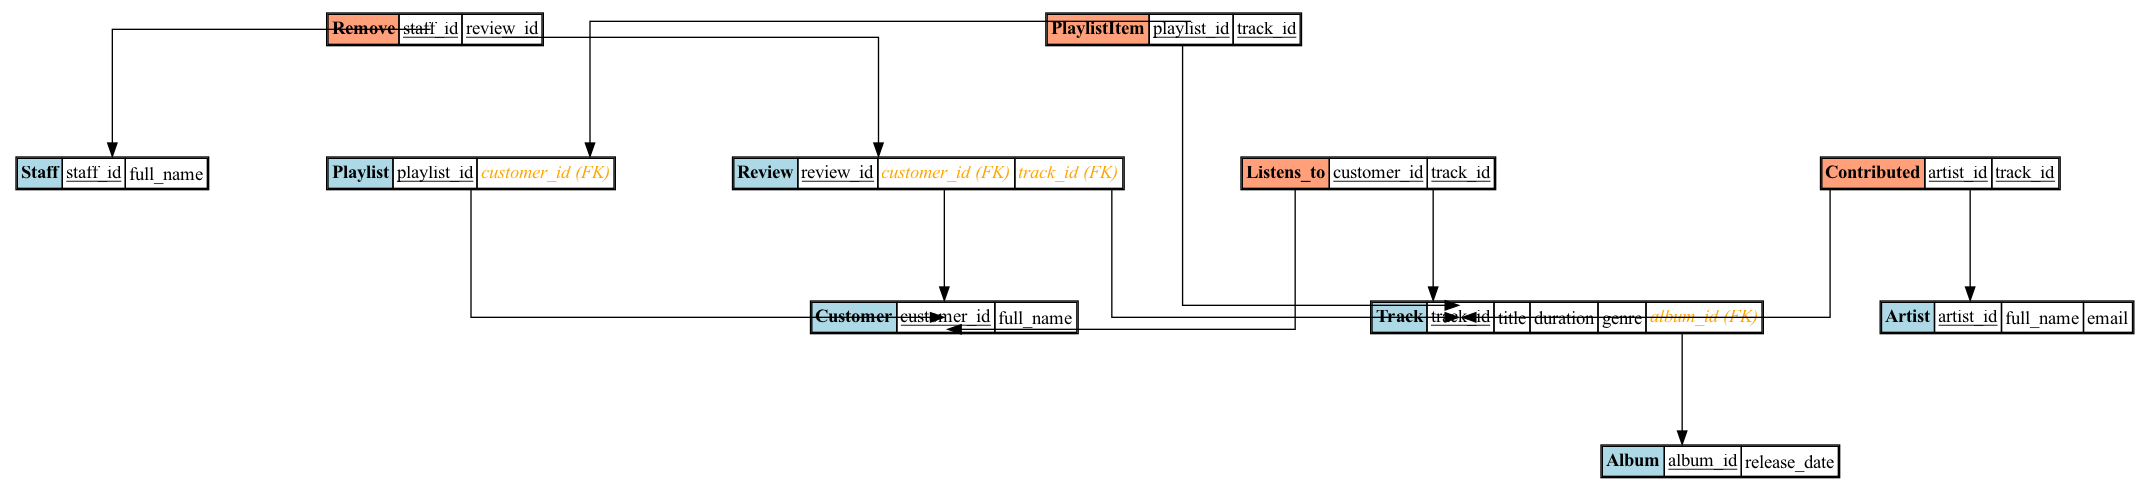 Remove staff_id review_id
PlaylistItem playlist_id track_id
Staff staff_id full_name
Playlist playlist_id customer_id (FK)
Review review_id customer_id (FK) track_id (FK)
Listens_to customer_id track_id
Contributed artist_id track_id
Customer customer_id full_name
Track track_id title duration genre album_id (FK)
Artist artist_id full_name email
Album album_id release_date